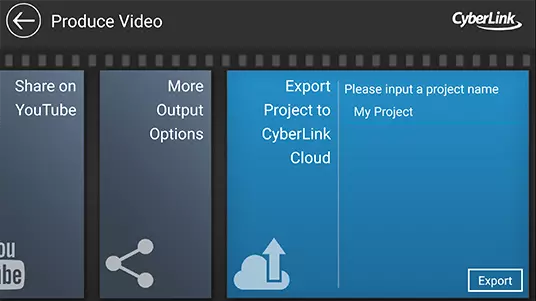 Produce Video
CyberLink
Share on
YouTube
More
Output
Options
Export
Project to
CyberLink
Cloud
Please input a project name
My Project
Export